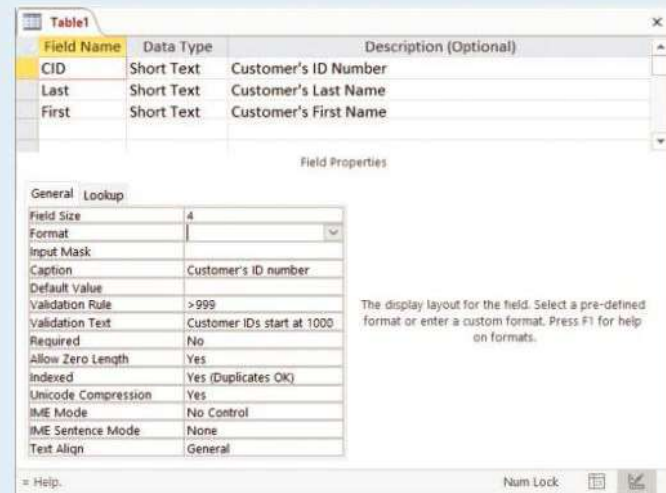 Table1
Field Name Data Type Description (Optional)
CID Short Text Customer's ID Number
Last Short Text Customer's Last Name
First Short Text Customer's First Name
Field Properties
General Lookup
Field Size 4
Format
Input Mask
Caption Customer's ID number
Default Value
Validation Rule >999
Validation Text Customer IDs start at 1000
Required No
Allow Zero Length Yes
Indexed Yes (Duplicates OK)
Unicode Compression Yes
IME Mode No Control
IME Sentence Mode None
Text Align General
The display layout for the field. Select a pre-defined
format or enter a custom format. Press F1 for help
on formats.
= Help. Num Lock